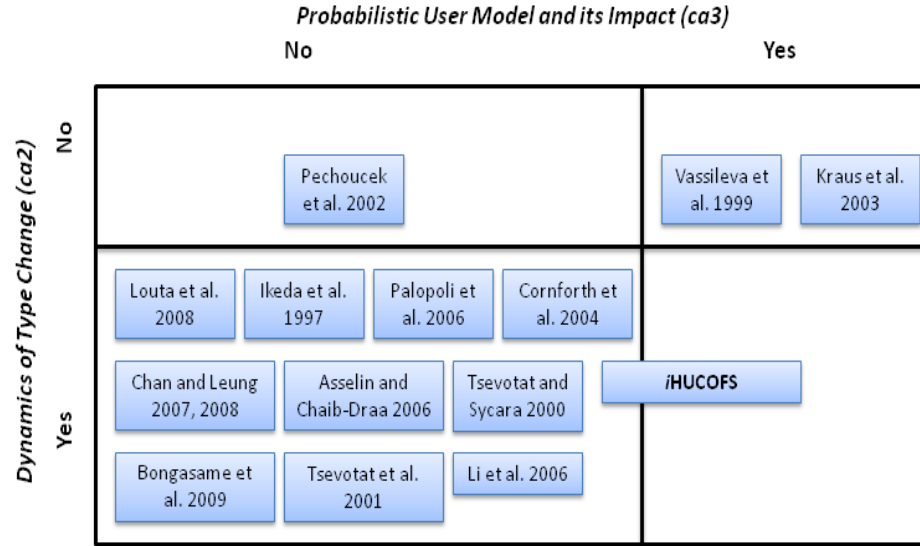 Probabilistic User Model and its Impact (ca3)
No
Yes
Dynamics of Type Change (ca2)
No
Pechoucek
et al. 2002
Vassileva et
al. 1999
Kraus et al.
2003
Yes
Louta et al.
2008
Ikeda et al.
1997
Palopoli et
al. 2006
Cornforth et
al. 2004
Chan and Leung
2007, 2008
Asselin and
Chaib-Draa 2006
Tsevotat and
Sycara 2000
iHUCOFS
Bongasame et
al. 2009
Tsevotat et al.
2001
Li et al. 2006